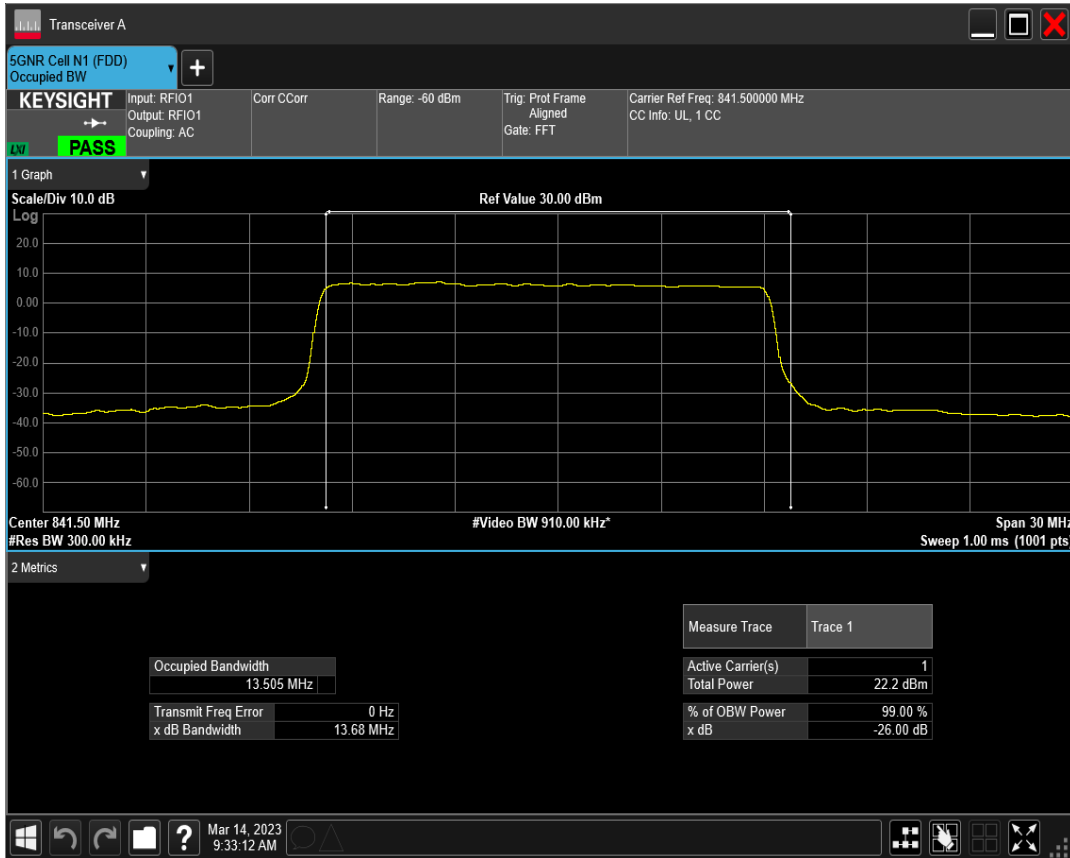 Transceiver A
5GNR Cell N1 (FDD)
Occupied BW
+
KEYSIGHT
LXI
PASS
Input: RFIO1
Output: RFIO1
Coupling: AC
Corr CCorr
Range: -60 dBm
Trig: Prot Frame
Aligned
Gate: FFT
Carrier Ref Freq: 841.500000 MHz
CC Info: UL, 1 CC
1 Graph
Scale/Div 10.0 dB
Ref Value 30.00 dBm
Log
20.0
10.0
0.00
-10.0
-20.0
-30.0
-40.0
-50.0
-60.0
Center 841.50 MHz
#Video BW 910.00 kHz*
Span 30 MHz
#Res BW 300.00 kHz
Sweep 1.00 ms (1001 pts)
2 Metrics
Measure Trace Trace 1
Occupied Bandwidth
13.505 MHz
Active Carrier(s) 1
Total Power 22.2 dBm
Transmit Freq Error 0 Hz
x dB Bandwidth 13.68 MHz
% of OBW Power 99.00 %
x dB -26.00 dB
?
Mar 14, 2023
9:33:12 AM